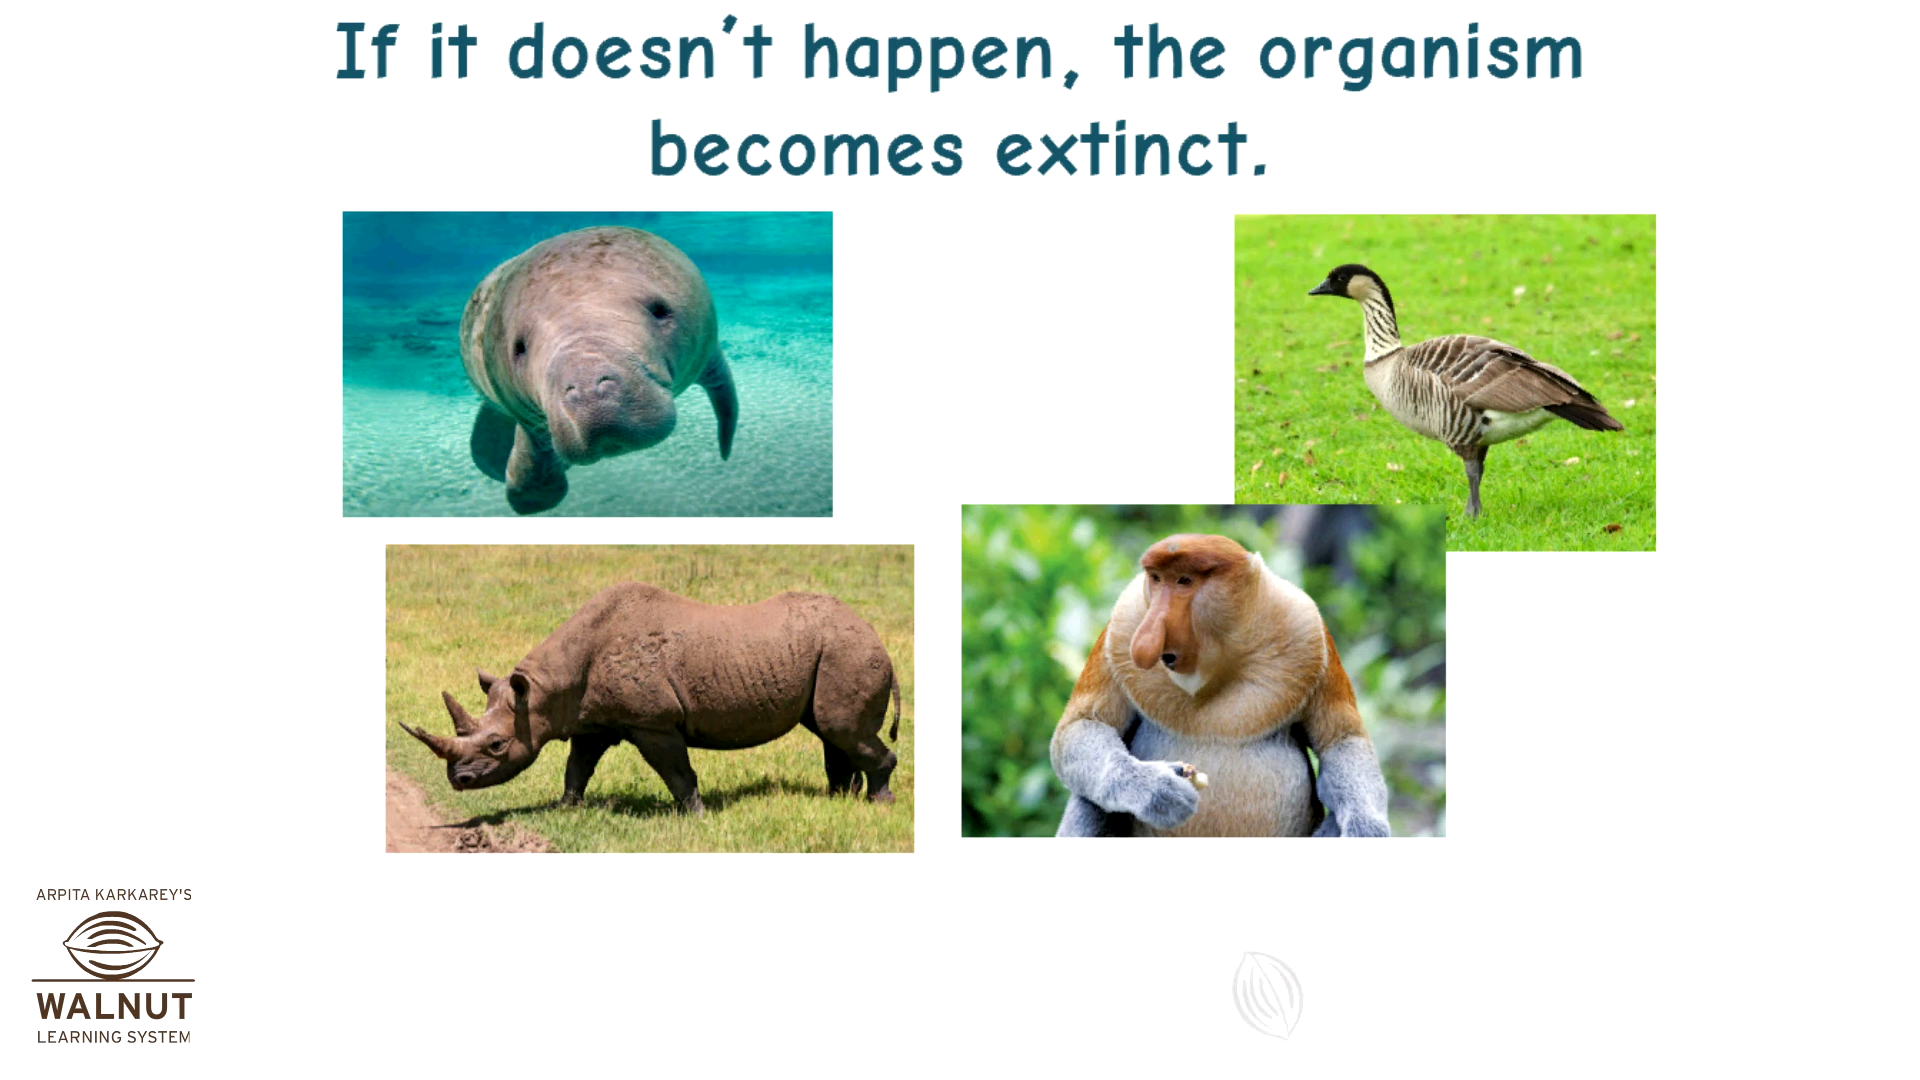 If it doesn't happen, the organism
becomes extinct.
ARPITA KARKAREY'S
WALNUT
LEARNING SYSTEM